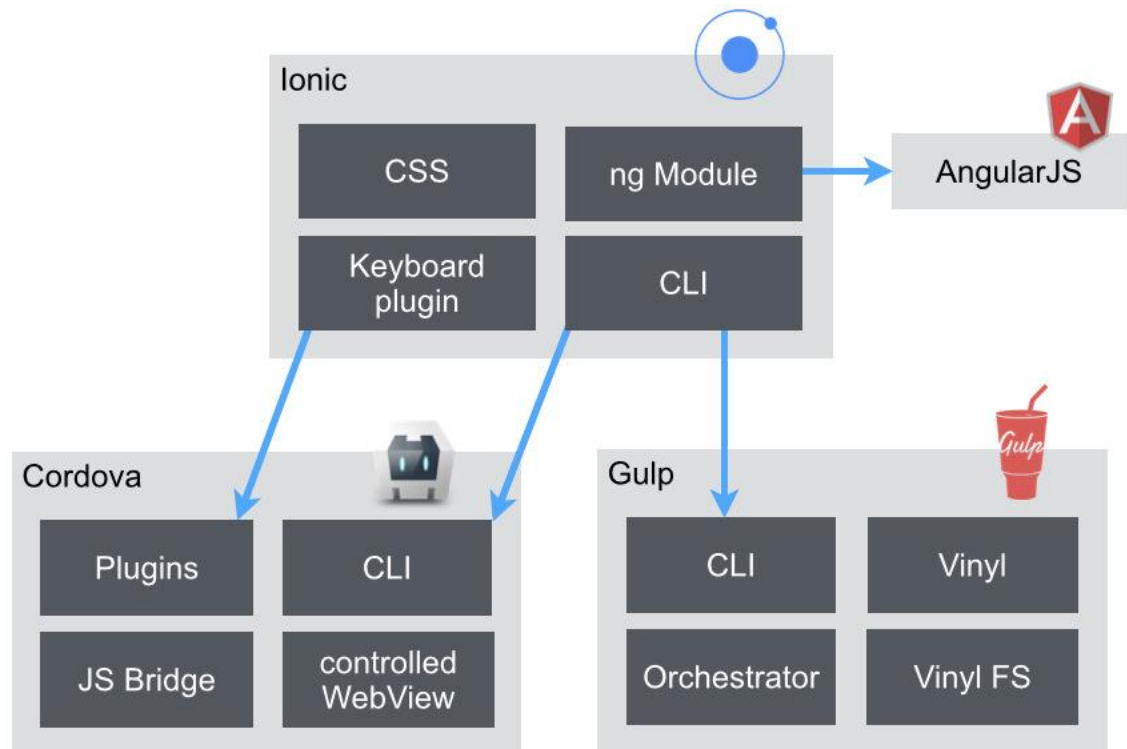 Ionic
CSS
ng Module
AngularJS
Keyboard
plugin
CLI
Cordova
Gulp
Gulp
Plugins
CLI
CLI
Vinyl
JS Bridge
controlled
WebView
Orchestrator
Vinyl FS
A